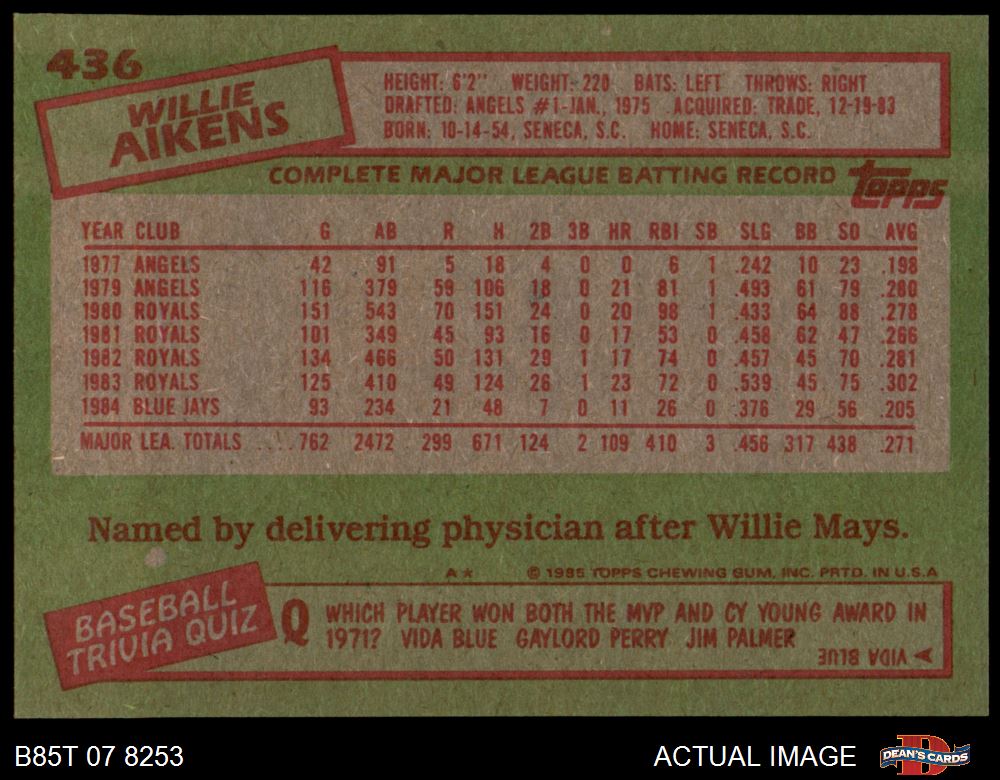 436
WILLIE
AIKENS
HEIGHT: 6'2" WEIGHT: 220 BATS: LEFT THROWS: RIGHT
DRAFTED: ANGELS #1-JAN., 1975 ACQUIRED: TRADE, 12-19-83
BORN: 10-14-54, SENECA, S.C. HOME: SENECA, S.C.
COMPLETE MAJOR LEAGUE BATTING RECORD topps
YEAR CLUB G AB R H 2B 3B HR RBI SB SLG BB SO AVG
1977 ANGELS 42 91 5 18 4 0 0 6 1 .242 10 23 .198
1979 ANGELS 116 379 59 106 18 0 21 81 1 .493 61 79 .280
1980 ROYALS 151 543 70 151 24 0 20 98 1 .433 64 88 .278
1981 ROYALS 101 349 45 93 16 0 17 53 0 .458 62 47 .266
1982 ROYALS 134 466 50 131 29 1 17 74 0 .457 45 70 .281
1983 ROYALS 125 410 49 124 26 1 23 72 0 .539 45 75 .302
1984 BLUE JAYS 93 234 21 48 7 0 11 26 0 .376 29 56 .205
MAJOR LEA. TOTALS ....762 2472 299 671 124 2 109 410 3 .456 317 438 .271
Named by delivering physician after Willie Mays.
A* © 1985 TOPPS CHEWING GUM, INC. PRTD. IN U.S.A
BASEBALL
TRIVIA QUIZ
Q WHICH PLAYER WON BOTH THE MVP AND CY YOUNG AWARD IN
1971? VIDA BLUE GAYLORD PERRY JIM PALMER
A VIDA BLUE
B85T 07 8253
ACTUAL IMAGE
DEAN'S CARDS